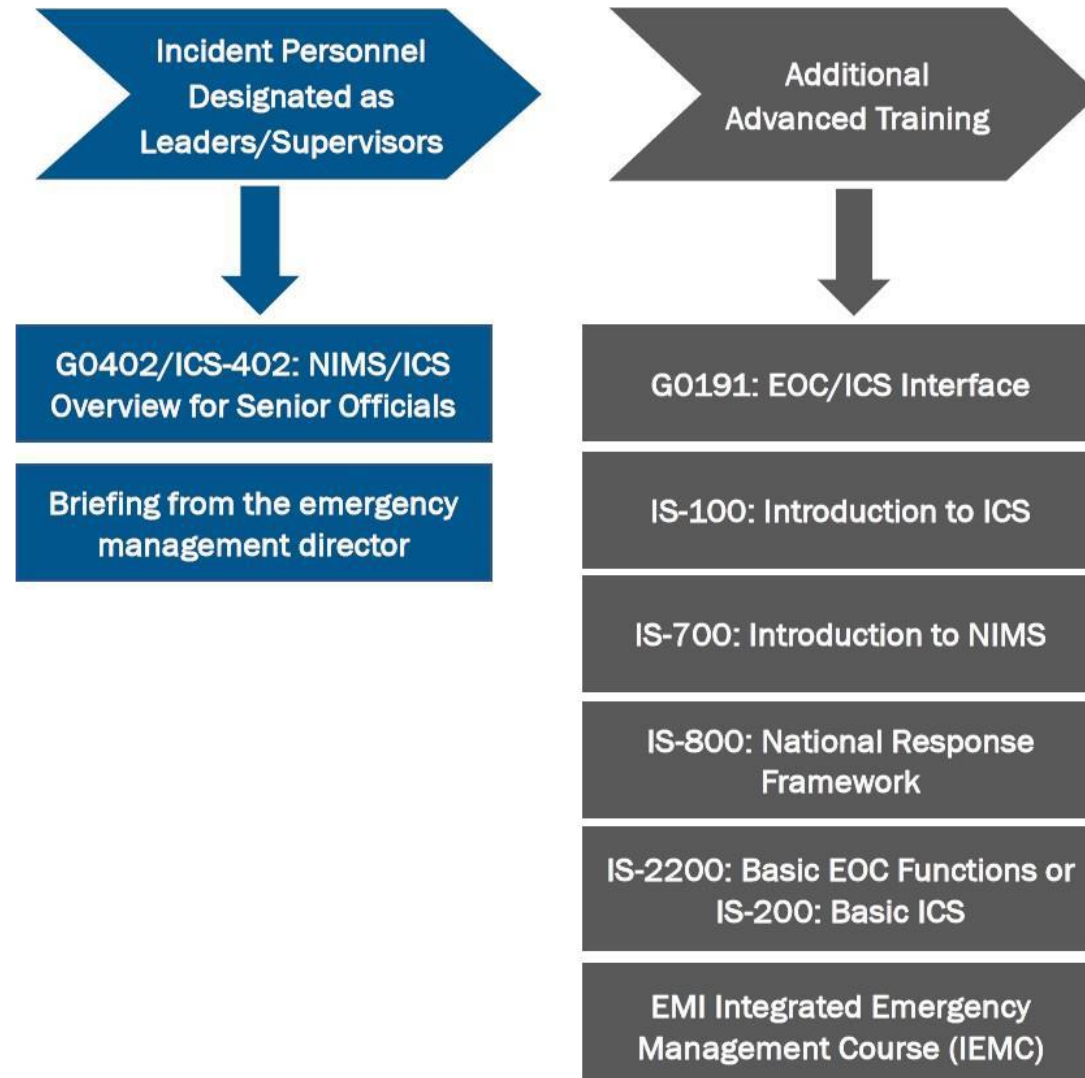 Incident Personnel
Designated as
Leaders/Supervisors
G0402/ICS-402: NIMS/ICS
Overview for Senior Officials
Briefing from the emergency
management director
Additional
Advanced Training
G0191: EOC/ICS Interface
IS-100: Introduction to ICS
IS-700: Introduction to NIMS
IS-800: National Response
Framework
IS-2200: Basic EOC Functions or
IS-200: Basic ICS
EMI Integrated Emergency
Management Course (IEMC)